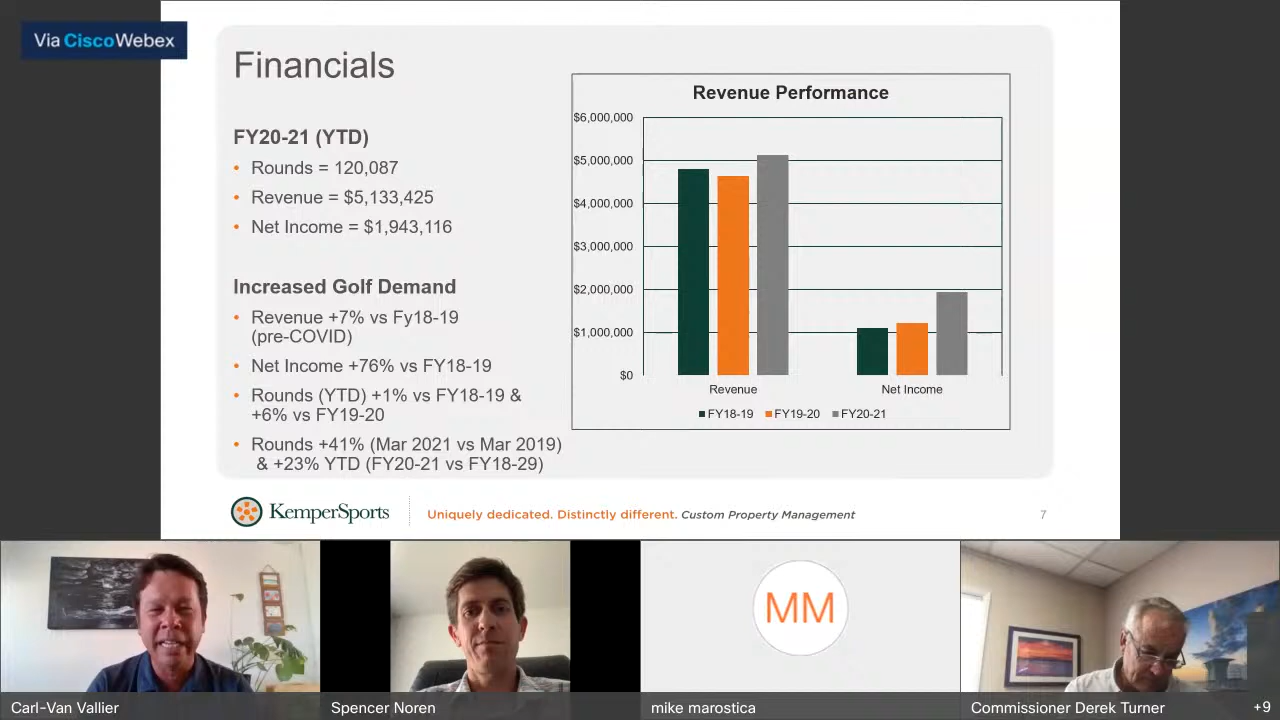 Via CiscoWebex
Financials
FY20-21 (YTD)
• Rounds = 120,087
• Revenue = $5,133,425
• Net Income = $1,943,116
Increased Golf Demand
• Revenue +7% vs Fy18-19
(pre-COVID)
• Net Income +76% vs FY18-19
• Rounds (YTD) +1% vs FY18-19 &
+6% vs FY19-20
• Rounds +41% (Mar 2021 vs Mar 2019)
& +23% YTD (FY20-21 vs FY18-29)
Revenue Performance
$6,000,000
$5,000,000
$4,000,000
$3,000,000
$2,000,000
$1,000,000
$0
Revenue
Net Income
FY18-19 FY19-20 FY20-21
KemperSports
Uniquely dedicated. Distinctly different. Custom Property Management
7
MM
Carl-Van Vallier
Spencer Noren
mike marostica
Commissioner Derek Turner
+9